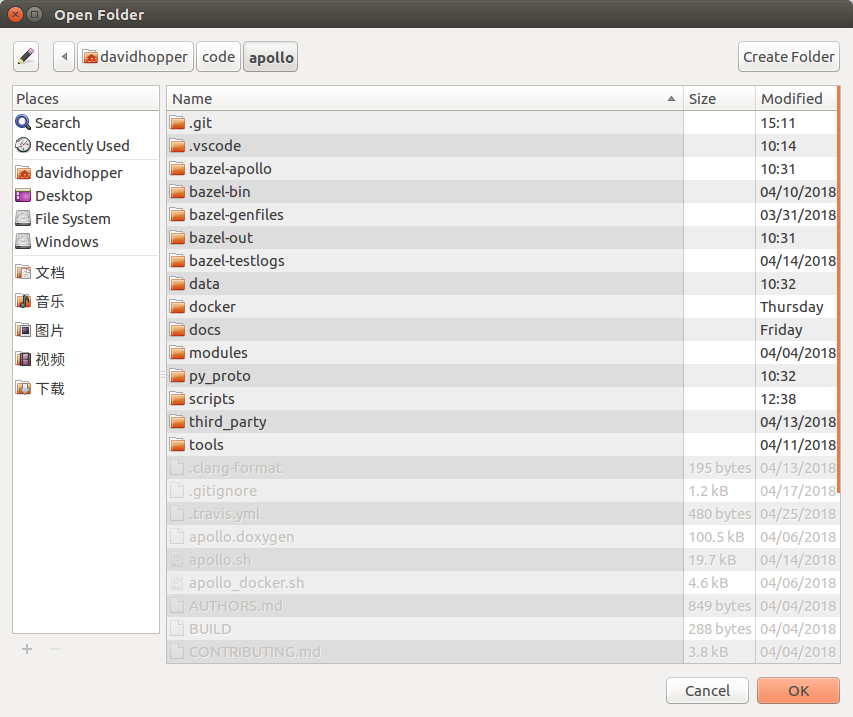 Open Folder
davidhopper code apollo Create Folder
Places
Search
Recently Used
davidhopper
Desktop
File System
Windows
文档
音乐
图片
视频
下载
Name Size Modified
.git 15:11
.vscode 10:14
bazel-apollo 10:31
bazel-bin 04/10/2018
bazel-genfiles 03/31/2018
bazel-out 10:31
bazel-testlogs 04/14/2018
data 10:32
docker Thursday
docs Friday
modules 04/04/2018
py_proto 10:32
scripts 12:38
third_party 04/13/2018
tools 04/11/2018
.clang-format 195 bytes 04/13/2018
.gitignore 1.2 kB 04/17/2018
.travis.yml 480 bytes 04/25/2018
apollo.doxygen 100.5 kB 04/06/2018
apollo.sh 19.7 kB 04/14/2018
apollo_docker.sh 4.6 kB 04/06/2018
AUTHORS.md 849 bytes 04/04/2018
BUILD 288 bytes 04/04/2018
CONTRIBUTING.md 3.8 kB 04/04/2018
Cancel OK